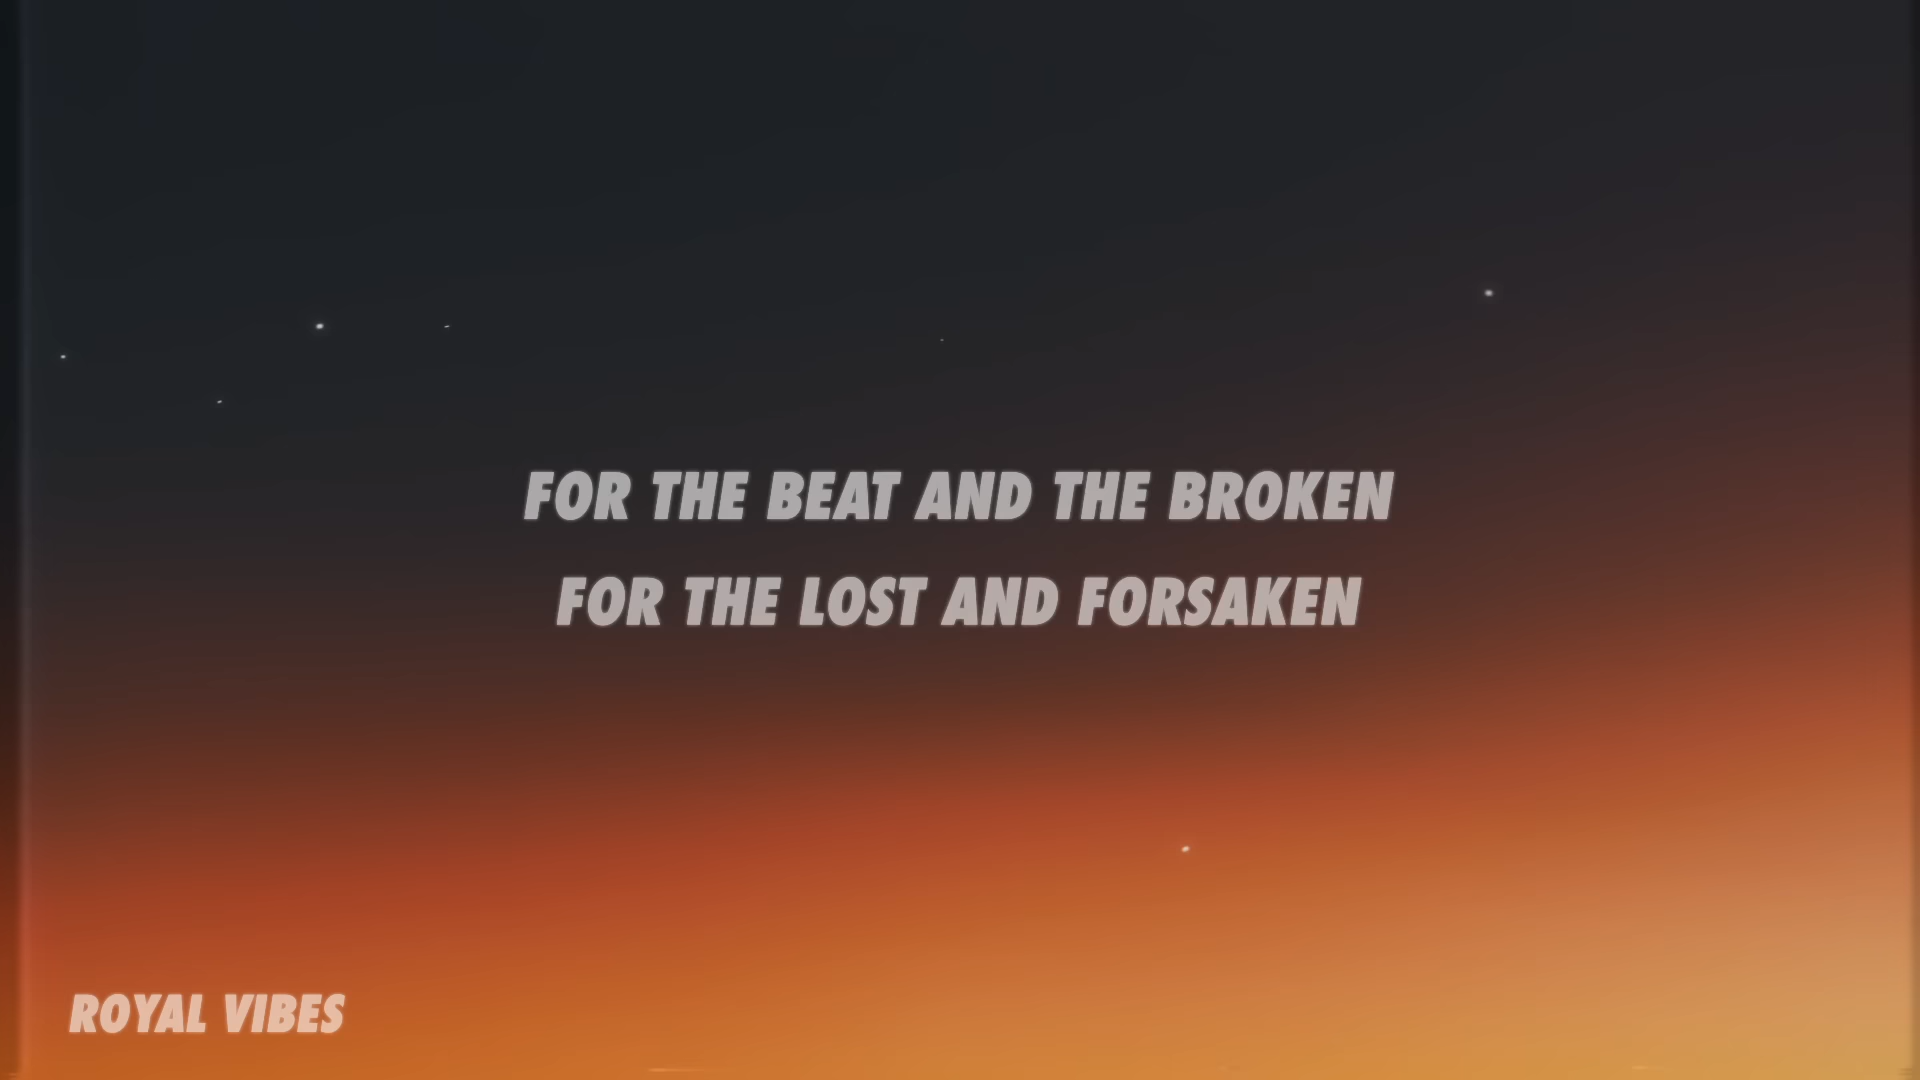 FOR THE BEAT AND THE BROKEN
FOR THE LOST AND FORSAKEN
ROYAL VIBES